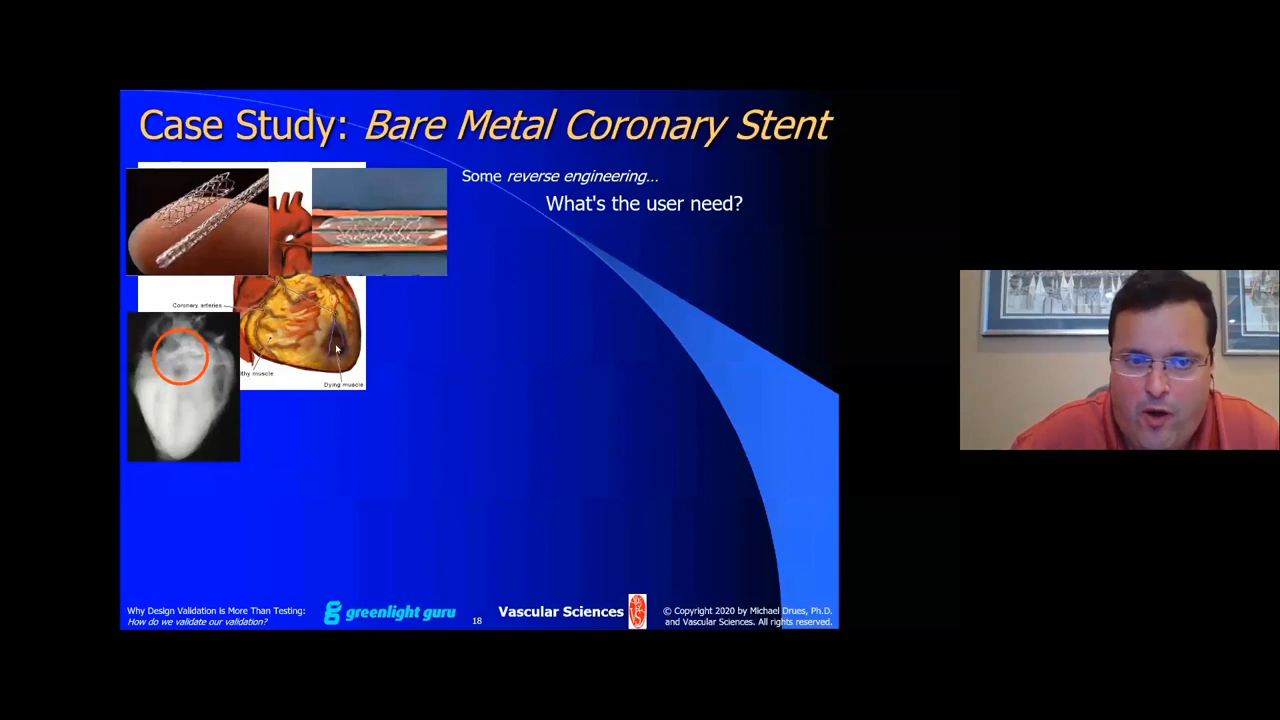 Case Study: Bare Metal Coronary Stent
Some reverse engineering...
What's the user need?
Coronary arteries
lthy muscle
Dying muscle
Why Design Validation is More Than Testing:
How do we validate our validation?
greenlight guru
18
Vascular Sciences
© Copyright 2020 by Michael Drues, Ph.D.
and Vascular Sciences. All rights reserved.